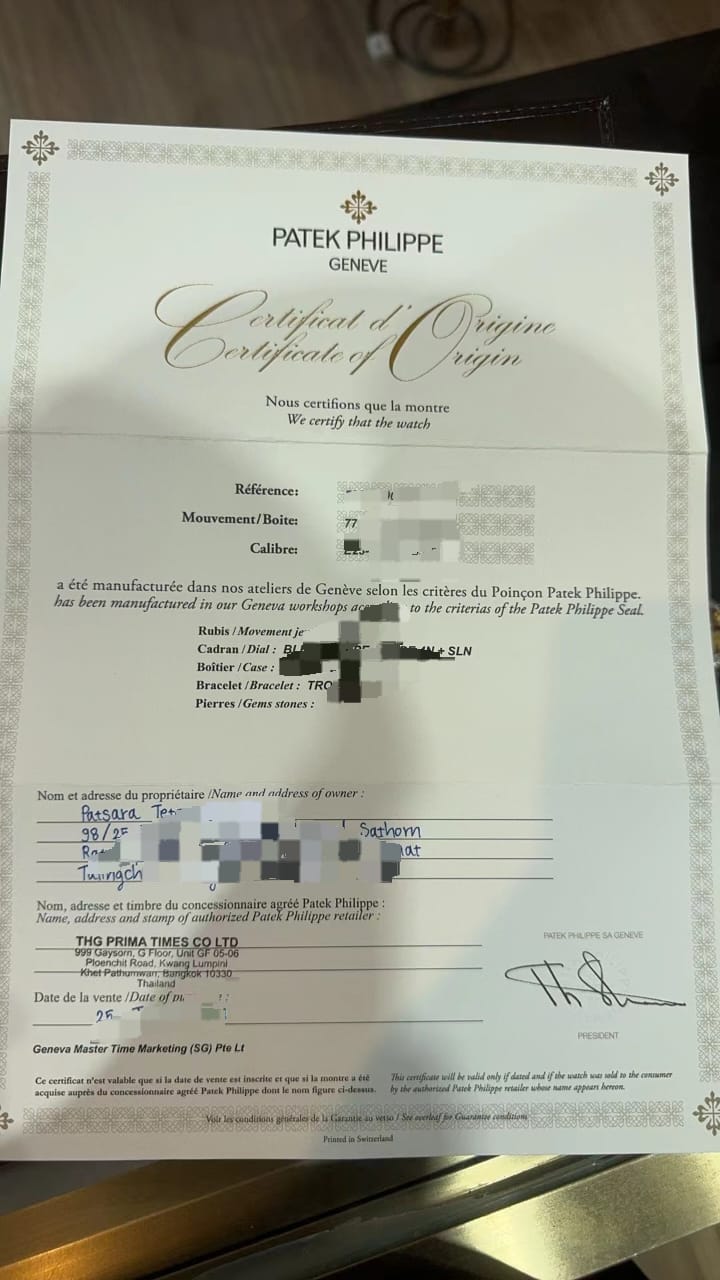 PATEK PHILIPPE
GENEVE
Certificat d'Origine
Certificate of Origin
Nous certifions que la montre
We certify that the watch
Référence:
Mouvement/Boite: 77
Calibre:
a été manufacturée dans nos ateliers de Genève selon les critères du Poinçon Patek Philippe.
has been manufactured in our Geneva workshops to the criterias of the Patek Philippe Seal.
Rubis / Movement
Cadran / Dial : + SLN
Boîtier / Case :
Bracelet / Bracelet :
Pierres / Gems stones :
Nom et adresse du propriétaire / Name and address of owner :
Patsara
98/25 Sathorn
Nom, adresse et timbre du concessionnaire agréé Patek Philippe :
Name, address and stamp of authorized Patek Philippe retailer :
THG PRIMA TIMES CO LTD
999 Gaysorn, G Floor, Unit GF 05-06
Ploenchit Road, Kwang Lumpini
Khet Pathumwan, Bangkok 10330
Thailand
PATEK PHILIPPE SA GENEVE
Date de la vente / Date of
25
PRESIDENT
Geneva Master Time Marketing (SG) Pte Lt
Ce certificat n'est valable que si la date de vente est inscrite et que si la montre a été
acquise auprès du concessionnaire agréé Patek Philippe dont le nom figure ci-dessus.
This certificate will be valid only if dated and if the watch was sold to the consumer
by the authorized Patek Philippe retailer whose name appears hereon.
Voir les conditions générales de la Garantie au verso / See overleaf for Guarantee conditions
Printed in Switzerland